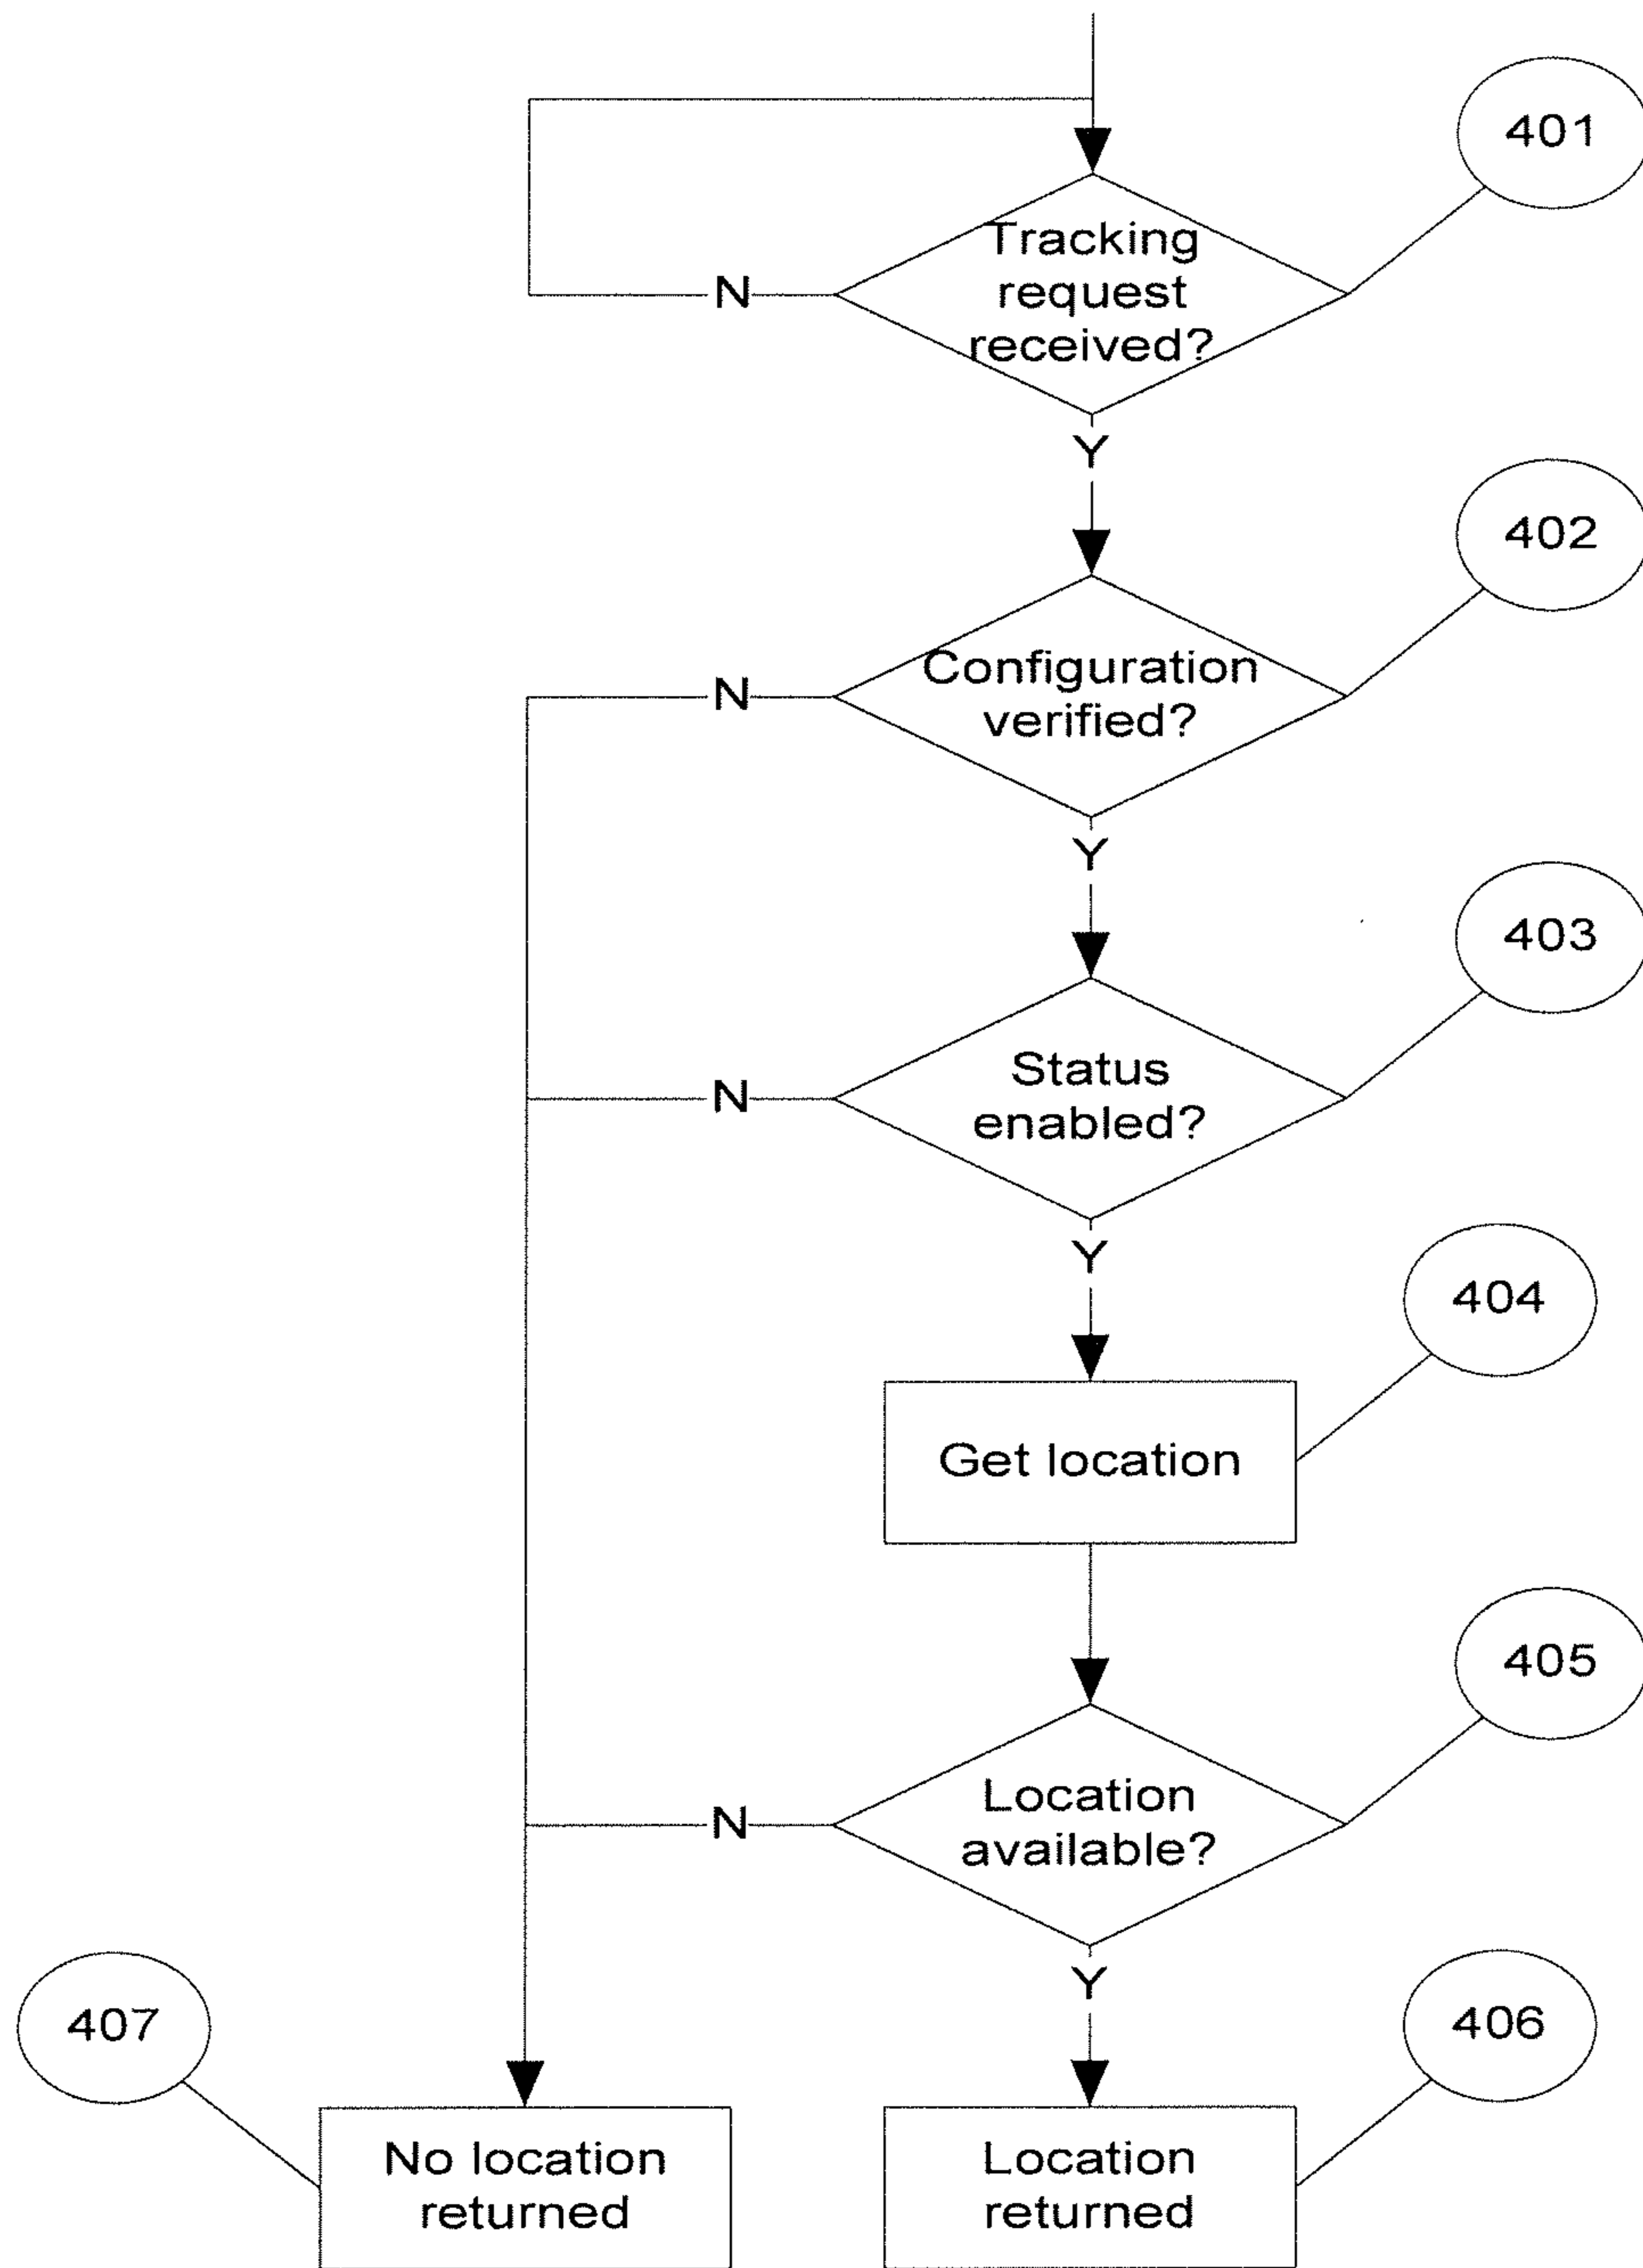 401
Tracking
request
received?
N
Y
402
Configuration
verified?
N
Y
403
Status
enabled?
N
Y
404
Get location
405
Location
available?
N
Y
407
406
No location
returned
Location
returned